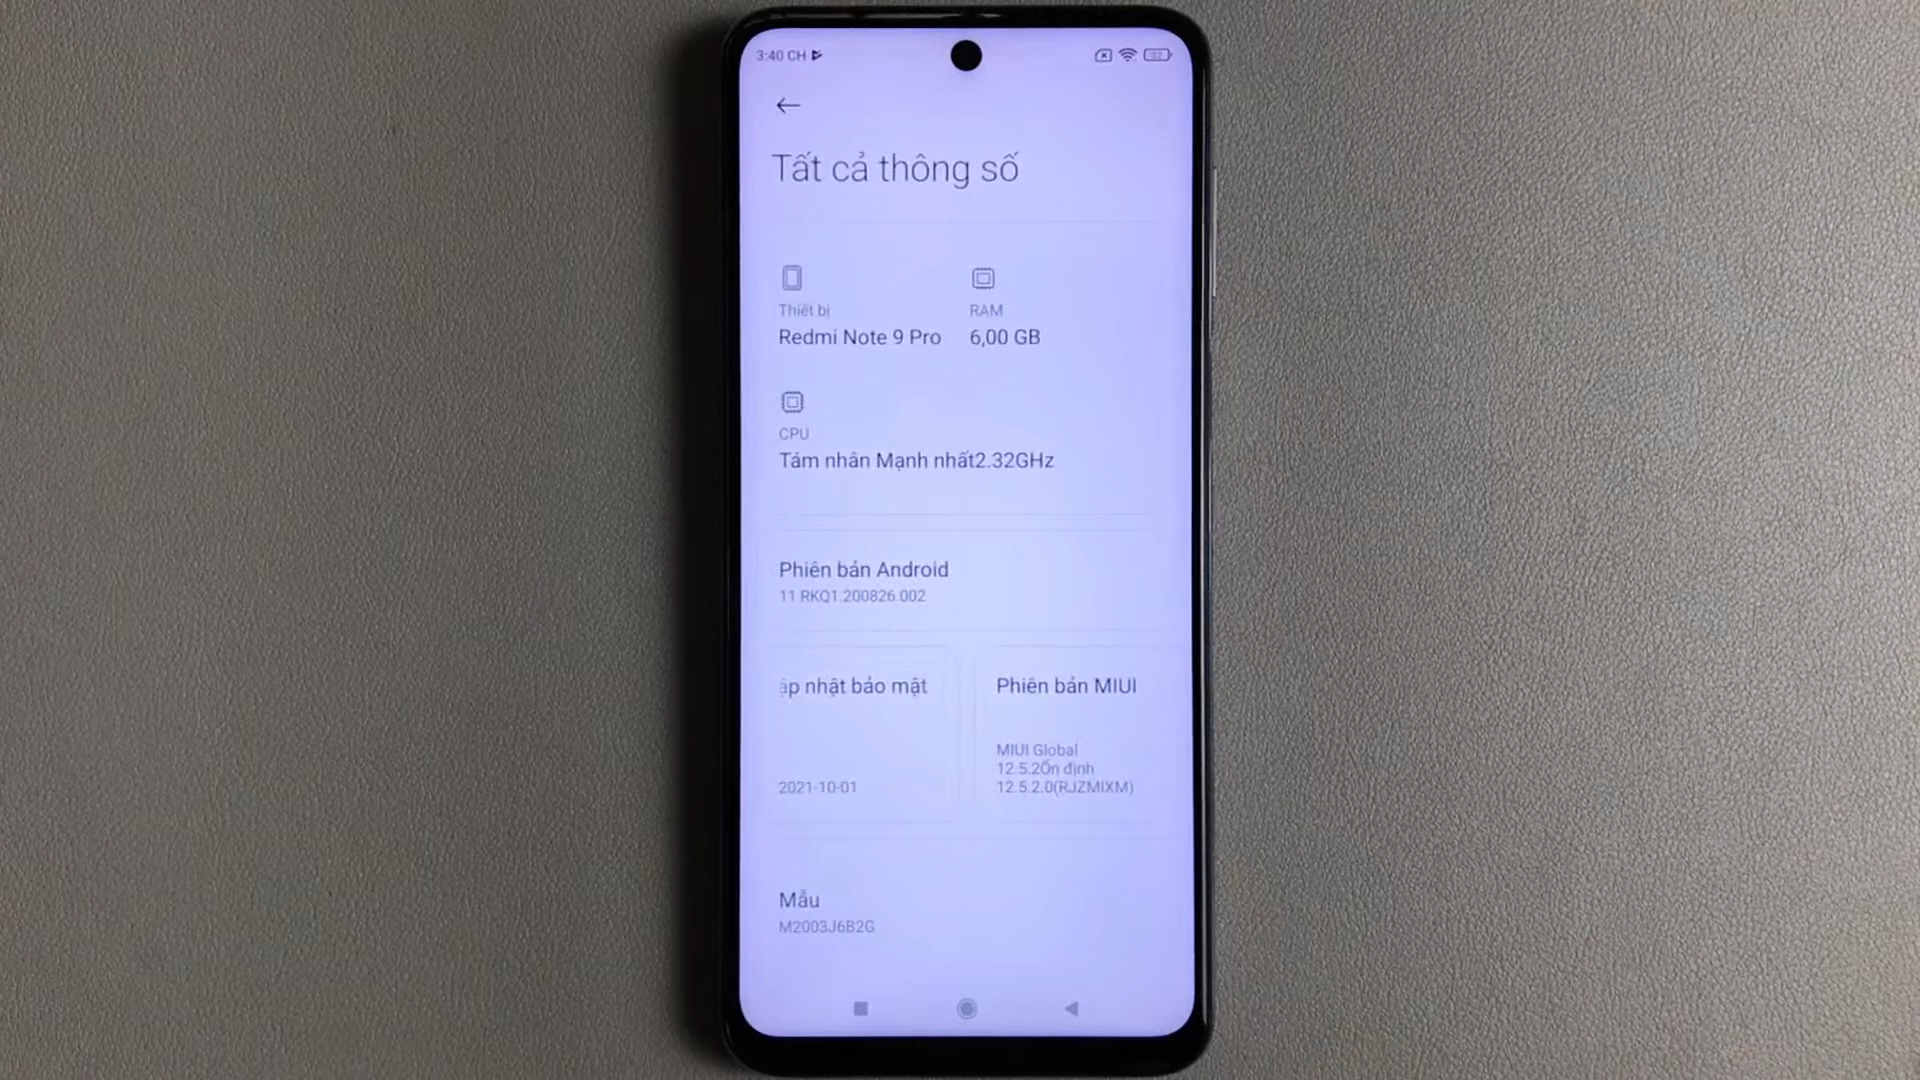 3:40 CH
Tất cả thông số
Thiết bị
Redmi Note 9 Pro
RAM
6,00 GB
CPU
Tám nhân Mạnh nhất2.32GHz
Phiên bản Android
11 RKQ1.200826.002
ập nhật bảo mật
2021-10-01
Phiên bản MIUI
MIUI Global
12.5.2Ổn định
12.5.2.0(RJZMIXM)
Mẫu
M2003J6B2G